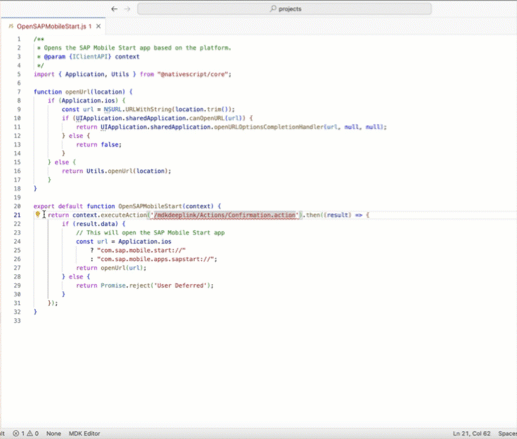 projects
JS OpenSAPMobileStart.js 1 ×
1 /**
2 * Opens the SAP Mobile Start app based on the platform.
3 * @param {IClientAPI} context
4 */
5 import { Application, Utils } from "@nativescript/core";
6
7 function openUrl(location) {
8 if (Application.ios) {
9 const url = NSURL.URLWithString(location.trim());
10 if (UIApplication.sharedApplication.canOpenURL(url)) {
11 return UIApplication.sharedApplication.openURLOptionsCompletionHandler(url, null, null);
12 } else {
13 return false;
14 }
15 } else {
16 return Utils.openUrl(location);
17 }
18 }
19
20 export default function OpenSAPMobileStart(context) {
21 return context.executeAction('/mdkdeeplink/Actions/Confirmation.action').then((result) => {
22 if (result.data) {
23 // This will open the SAP Mobile Start app
24 const url = Application.ios
25 ? "com.sap.mobile.start://"
26 : "com.sap.mobile.apps.sapstart://";
27 return openUrl(url);
28 } else {
29 return Promise.reject('User Deferred');
30 }
31 });
32 }
33
1 0 None MDK Editor Ln 21, Col 62 Spaces